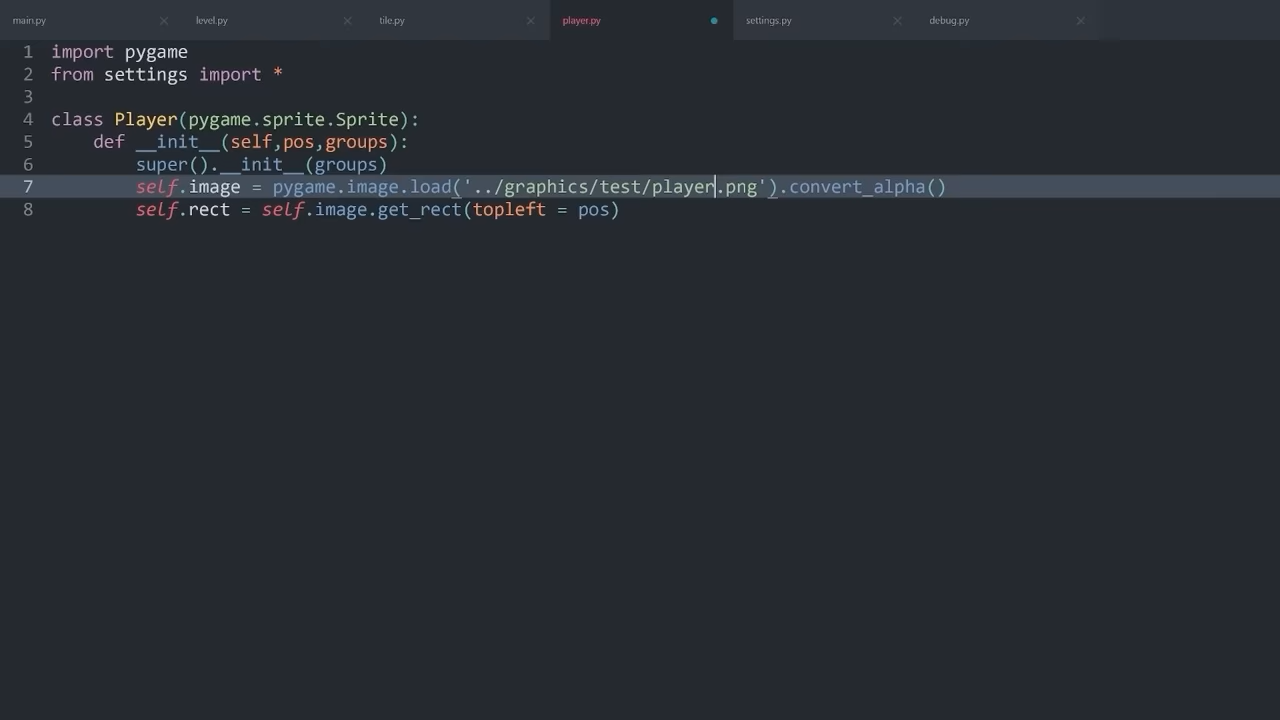 main.py level.py tile.py player.py settings.py debug.py
1 import pygame
2 from settings import *
3
4 class Player(pygame.sprite.Sprite):
5     def __init__(self,pos,groups):
6         super().__init__(groups)
7         self.image = pygame.image.load('../graphics/test/player.png').convert_alpha()
8         self.rect = self.image.get_rect(topleft = pos)